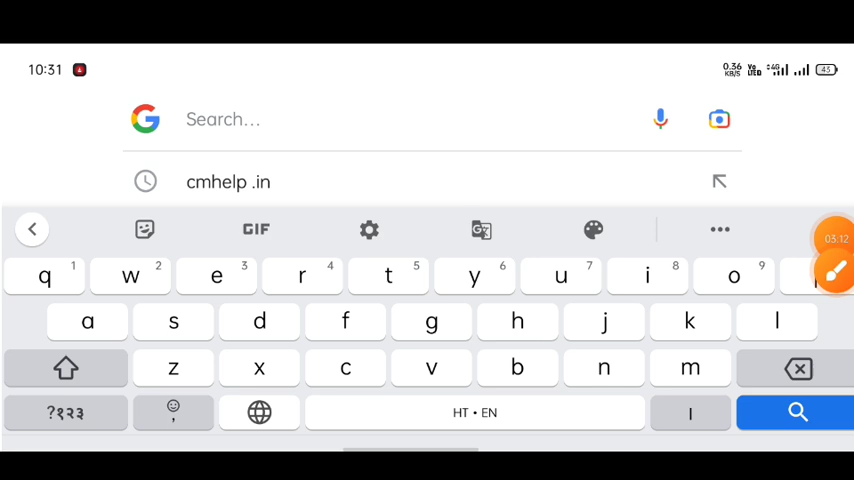 10:31 0.36 KB/S Vo LTED 4G 43
Search...
cmhelp .in
GIF
03:12
q 1 w 2 e 3 r 4 t 5 y 6 u 7 i 8 o 9
a s d f g h j k l
z x c v b n m
?१२३ , HT • EN ।